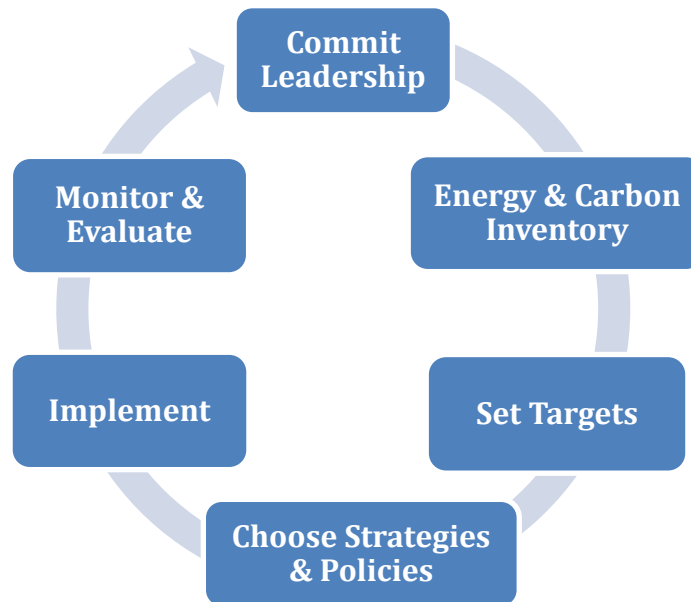 Commit
Leadership
Energy & Carbon
Inventory
Set Targets
Choose Strategies
& Policies
Implement
Monitor &
Evaluate